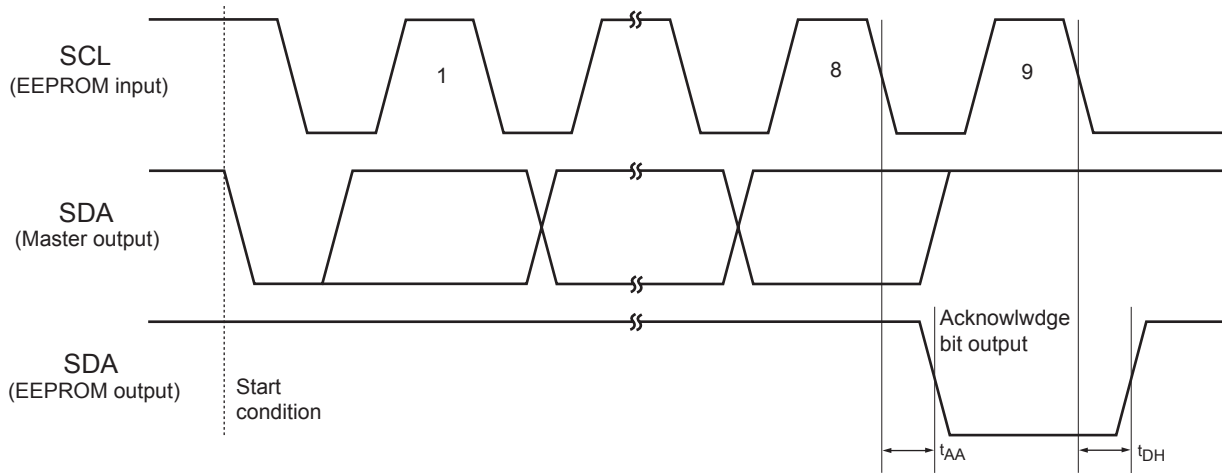 SCL
(EEPROM input)
1
8
9
SDA
(Master output)
SDA
(EEPROM output)
Start
condition
Acknowlwdge
bit output
tAA
tDH